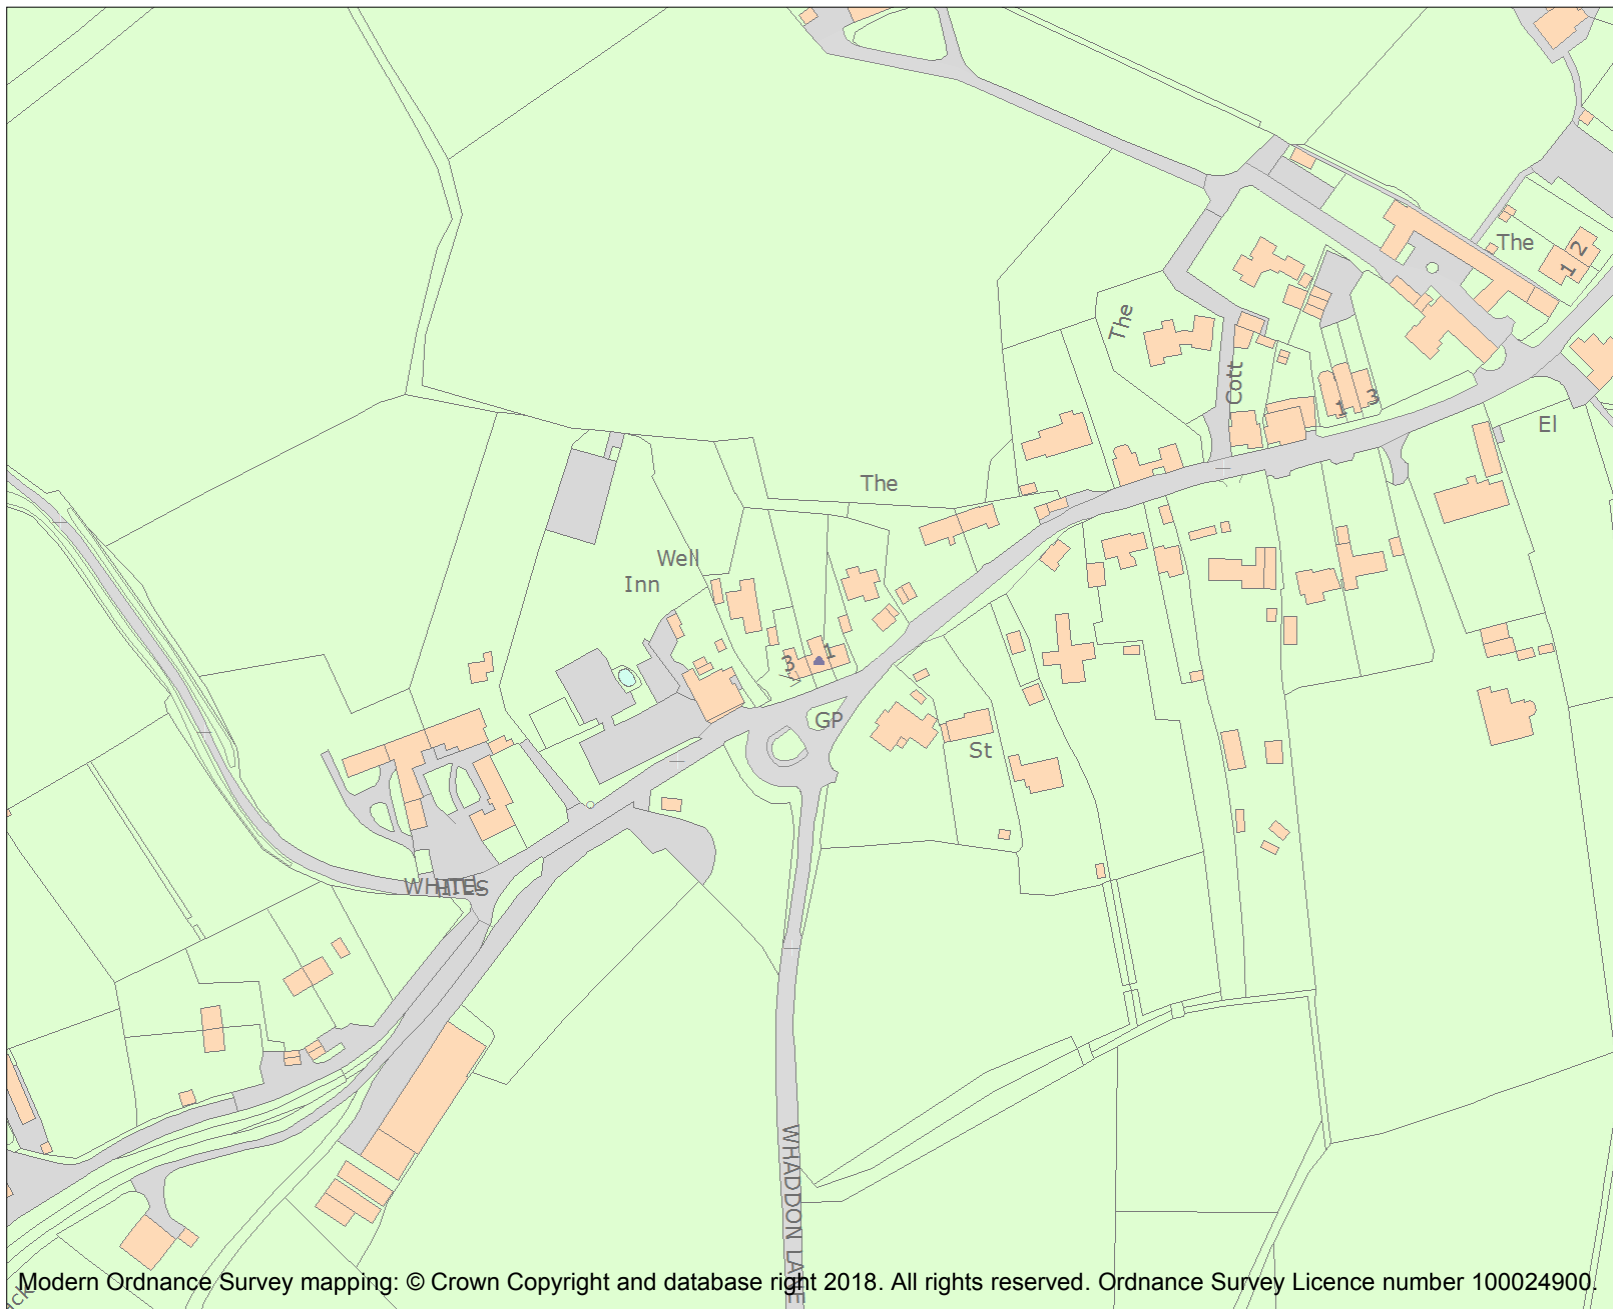 The
2
1
The
Cott
3
1
El
The
Well
Inn
1
3
GP
St
WHADDON LANE
Modern Ordnance Survey mapping: © Crown Copyright and database right 2018. All rights reserved. Ordnance Survey Licence number 100024900.